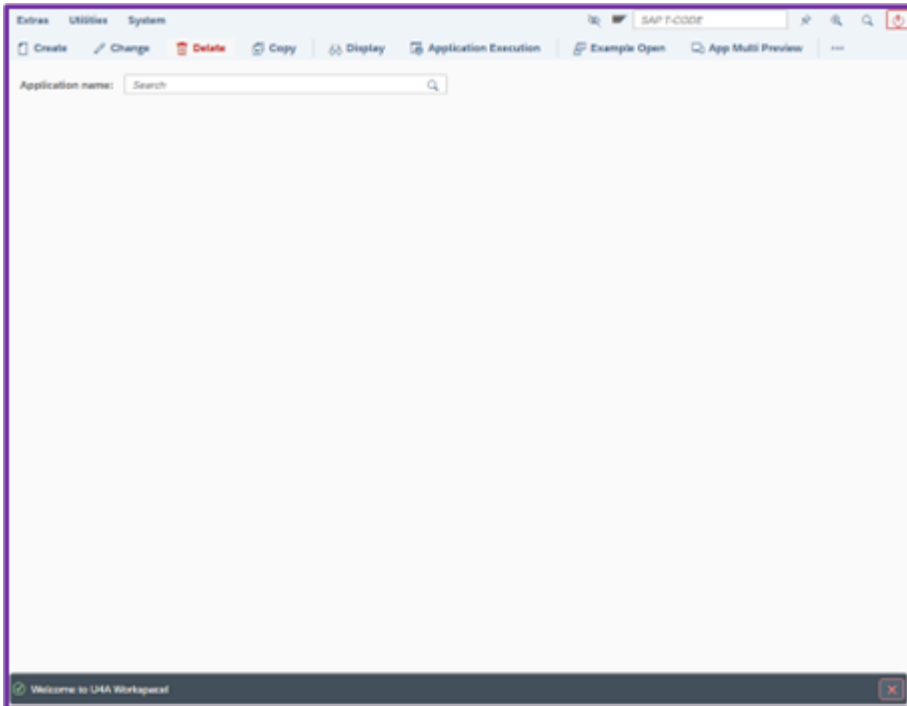 Extras Utilities System SAP T-CODE
Create Change Delete Copy Display Application Execution Example Open App Multi Preview ...
Application name: Search
Welcome to U4A Workspace!